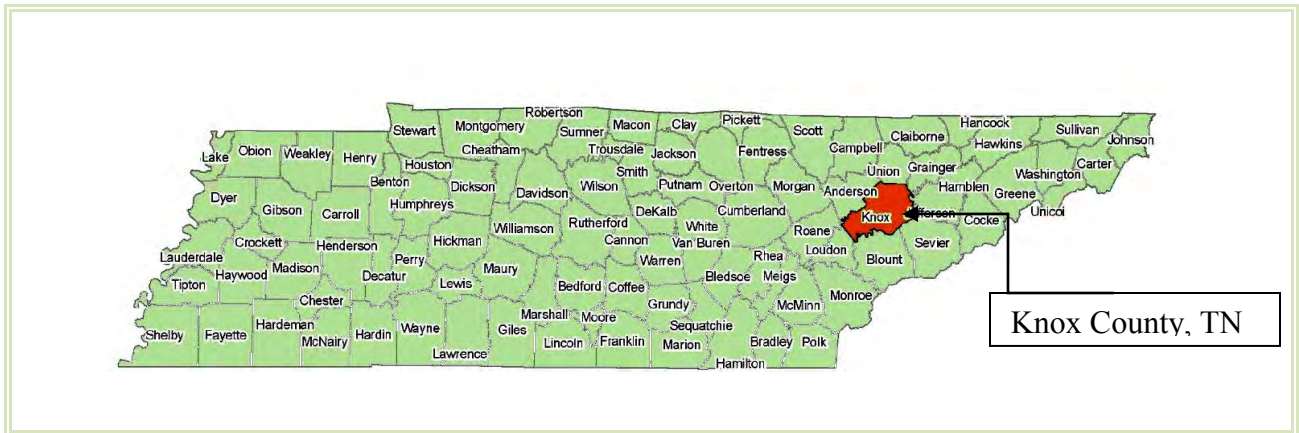 Robertson
Stewart
Montgomery
Sumner
Macon
Clay
Pickett
Scott
Claiborne
Hancock
Hawkins
Sullivan
Johnson
Lake
Obion
Weakley
Henry
Houston
Cheatham
Trousdale
Jackson
Fentress
Campbell
Union
Grainger
Carter
Washington
Benton
Dickson
Davidson
Wilson
Smith
Putnam
Overton
Morgan
Anderson
Hamblen
Greene
Unicoi
Dyer
Gibson
Carroll
Humphreys
Williamson
Rutherford
DeKalb
White
Cumberland
Roane
Knox
Jefferson
Cocke
Crockett
Henderson
Hickman
Cannon
Van Buren
Loudon
Sevier
Lauderdale
Haywood
Madison
Decatur
Perry
Maury
Warren
Bledsoe
Rhea
Meigs
Blount
Tipton
Chester
Lewis
Bedford
Coffee
Grundy
McMinn
Monroe
Shelby
Fayette
Hardeman
McNairy
Hardin
Wayne
Lawrence
Giles
Marshall
Moore
Lincoln
Franklin
Sequatchie
Marion
Hamilton
Bradley
Polk
Knox County, TN